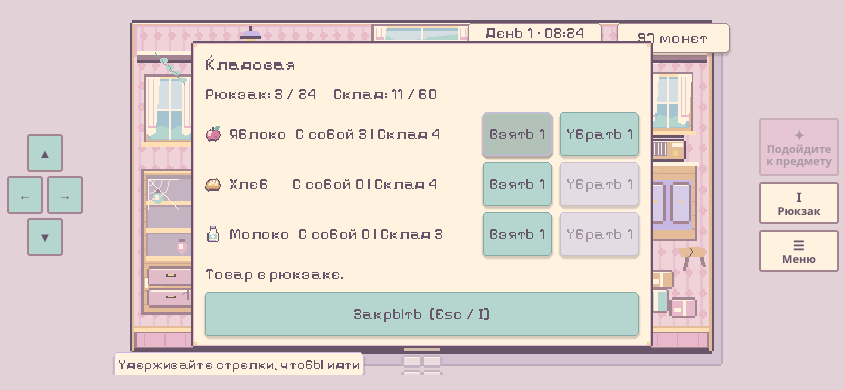 День 1 · 08:24
92 монет
Кладовая
Рюкзак: 3 / 24 Склад: 11 / 60
Яблоко С собой 3 | Склад 4 Взять 1 Убрать 1
Хлеб С собой 0 | Склад 4 Взять 1 Убрать 1
Молоко С собой 0 | Склад 3 Взять 1 Убрать 1
Товар в рюкзаке.
Закрыть (Esc / I)
Удерживайте стрелки, чтобы идти
Подойдите
к предмету
I
Рюкзак
Меню